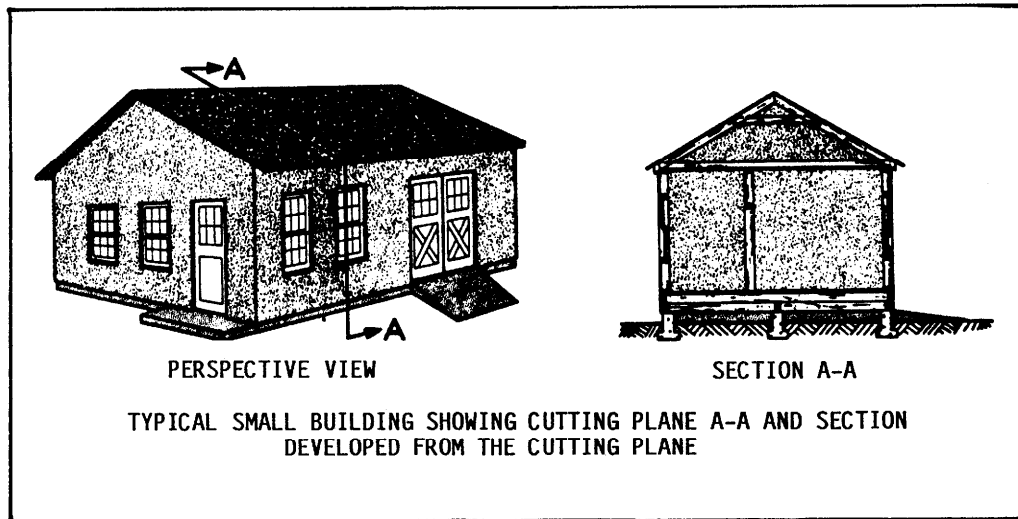 A
A
PERSPECTIVE VIEW
SECTION A-A
TYPICAL SMALL BUILDING SHOWING CUTTING PLANE A-A AND SECTION
DEVELOPED FROM THE CUTTING PLANE